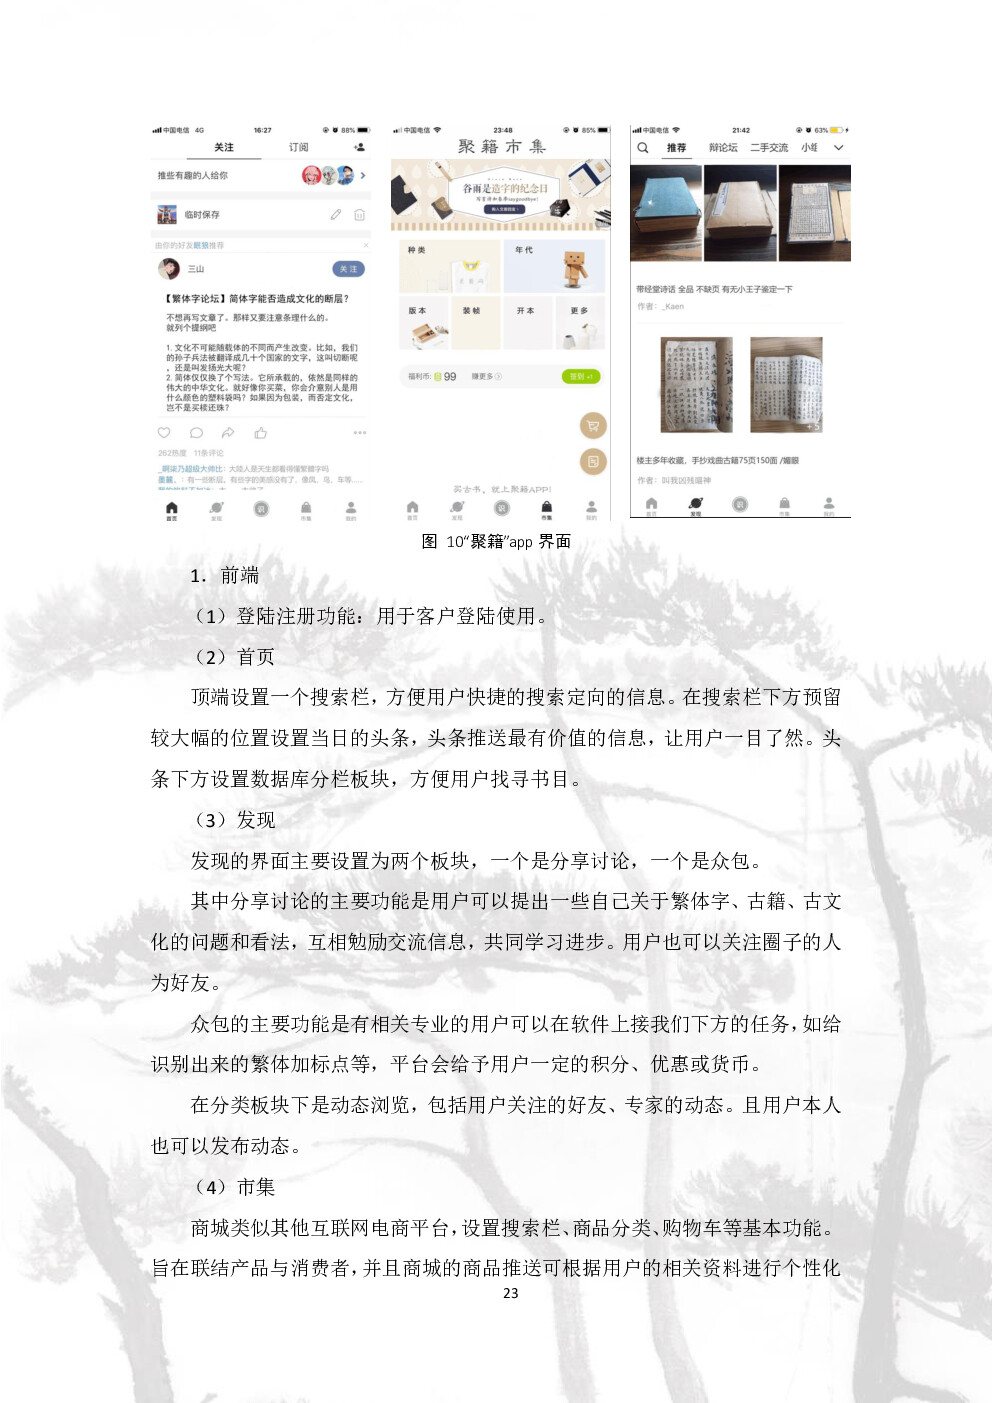 中国电信 4G 16:27 88%
关注 订阅
推些有趣的人给你
临时保存
三山 关注
【繁体字论坛】简体字能否造成文化的断层？
不想再写文章了。那样又要注意条理什么的。
就列个提纲吧
1. 文化不可能随载体的不同而产生改变。比如，我们
的孙子兵法被翻译成几十个国家的文字，这叫切断呢
，还是叫发扬光大呢？
2. 简体仅仅换了个写法。它所承载的，依然是同样的
伟大的中华文化。就好像你买菜，你会介意别人是用
什么颜色的塑料袋吗？如果因为包装，而否定文化，
岂不是买椟还珠？
262热度 11条评论
首页 发现 识 市集 我的
中国电信 23:48 85%
聚籍市集
谷雨是造字的纪念日
种类 年代
版本 装帧 开本 更多
福利币: 99 赚更多 签到 +1
买古书，就上聚籍APP!
首页 发现 识 市集 我的
中国电信 21:42 63%
推荐 辩论坛 二手交流
带经堂诗话 全品 不缺页 有无小王子鉴定一下
作者：_Kaen
+5
楼主多年收藏，手抄戏曲古籍75页150面 /媚眼
作者：叫我凶残喵神
首页 发现 识 市集 我的
图 10“聚籍”app 界面
1．前端
（1）登陆注册功能：用于客户登陆使用。
（2）首页
顶端设置一个搜索栏，方便用户快捷的搜索定向的信息。在搜索栏下方预留
较大幅的位置设置当日的头条，头条推送最有价值的信息，让用户一目了然。头
条下方设置数据库分栏板块，方便用户找寻书目。
（3）发现
发现的界面主要设置为两个板块，一个是分享讨论，一个是众包。
其中分享讨论的主要功能是用户可以提出一些自己关于繁体字、古籍、古文
化的问题和看法，互相勉励交流信息，共同学习进步。用户也可以关注圈子的人
为好友。
众包的主要功能是有相关专业的用户可以在软件上接我们下方的任务，如给
识别出来的繁体加标点等，平台会给予用户一定的积分、优惠或货币。
在分类板块下是动态浏览，包括用户关注的好友、专家的动态。且用户本人
也可以发布动态。
（4）市集
商城类似其他互联网电商平台，设置搜索栏、商品分类、购物车等基本功能。
旨在联结产品与消费者，并且商城的商品推送可根据用户的相关资料进行个性化
23